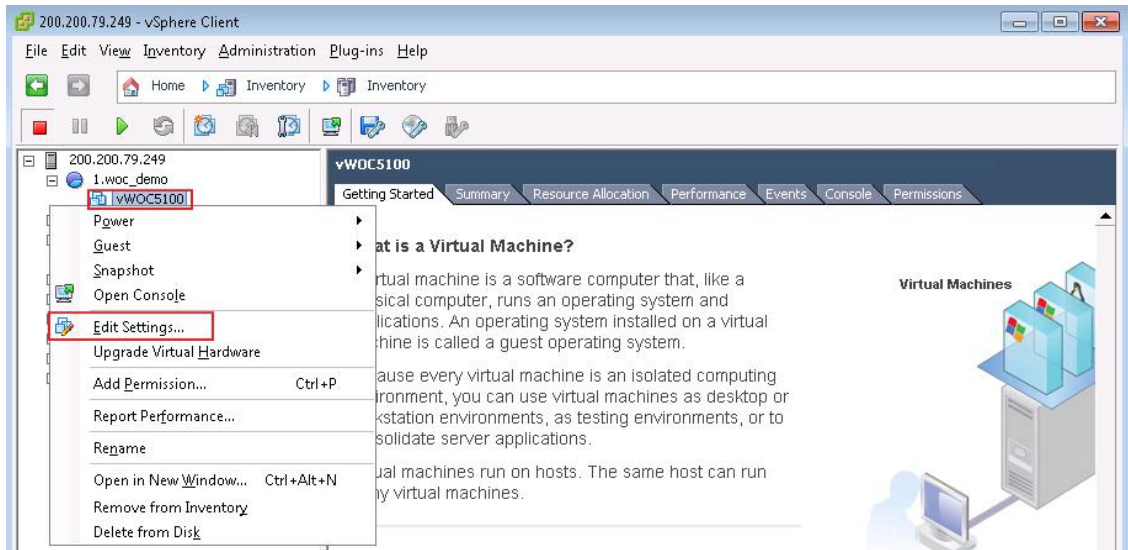 200.200.79.249 - vSphere Client
File Edit View Inventory Administration Plug-ins Help
Home Inventory Inventory
200.200.79.249
1.woc_demo
vWOC5100
Power
Guest
Snapshot
Open Console
Edit Settings...
Upgrade Virtual Hardware
Add Permission... Ctrl+P
Report Performance...
Rename
Open in New Window... Ctrl+Alt+N
Remove from Inventory
Delete from Disk
vWOC5100
Getting Started Summary Resource Allocation Performance Events Console Permissions
at is a Virtual Machine?
rtual machine is a software computer that, like a
sical computer, runs an operating system and
lications. An operating system installed on a virtual
hine is called a guest operating system.
ause every virtual machine is an isolated computing
ironment, you can use virtual machines as desktop or
kstation environments, as testing environments, or to
solidate server applications.
ual machines run on hosts. The same host can run
y virtual machines.
Virtual Machines